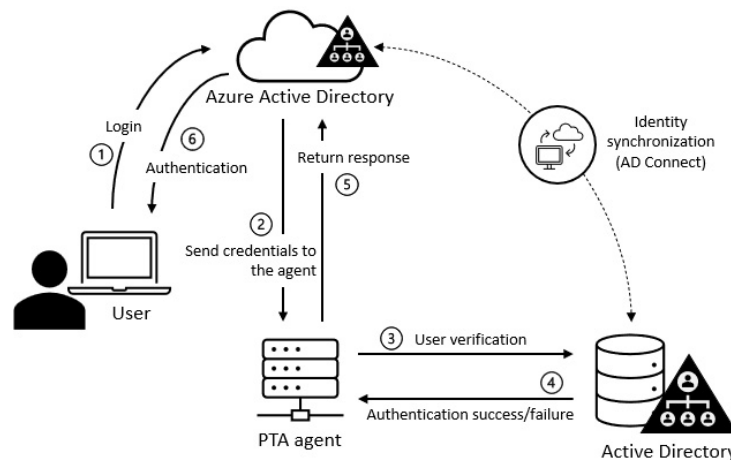 Azure Active Directory
Login
①
⑥
Authentication
Return response
⑤
②
Send credentials to
the agent
Identity
synchronization
(AD Connect)
User
③ User verification
④
Authentication success/failure
PTA agent
Active Directory